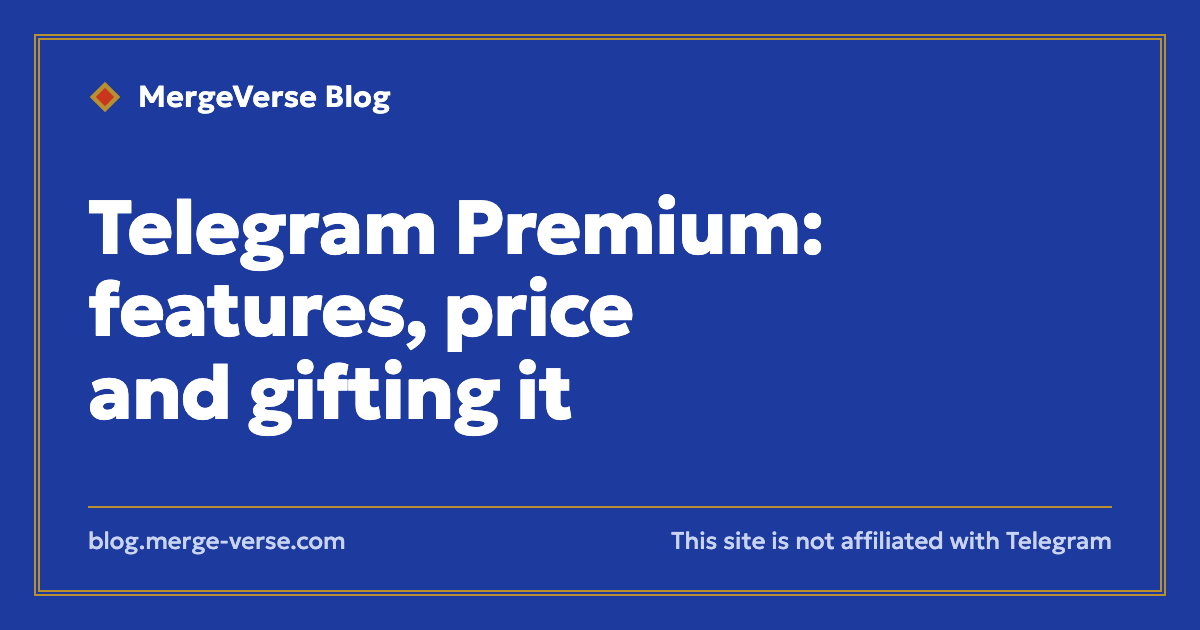 MergeVerse Blog
Telegram Premium:
features, price
and gifting it
blog.merge-verse.com
This site is not affiliated with Telegram